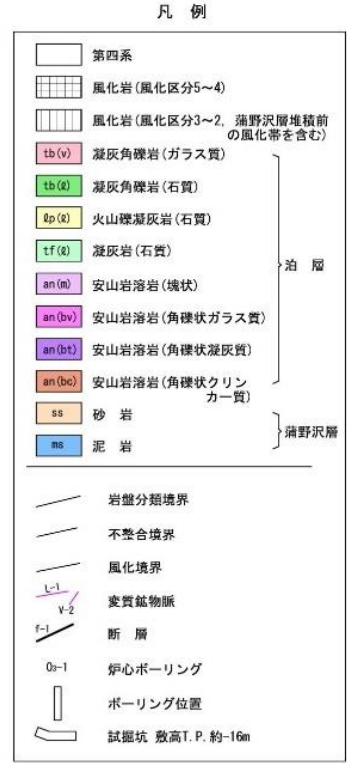 凡 例
第四系
風化岩(風化区分5~4)
風化岩(風化区分3~2, 蒲野沢層堆積前
の風化帯を含む)
tb(v) 凝灰角礫岩(ガラス質)
tb(ℓ) 凝灰角礫岩(石質)
ℓp(ℓ) 火山礫凝灰岩(石質)
tf(ℓ) 凝灰岩(石質)
an(m) 安山岩溶岩(塊状)
an(bv) 安山岩溶岩(角礫状ガラス質)
an(bt) 安山岩溶岩(角礫状凝灰質)
an(bc) 安山岩溶岩(角礫状クリン
カー質)
泊 層
ss 砂 岩
ms 泥 岩
蒲野沢層
岩盤分類境界
不整合境界
風化境界
L-1
V-2
変質鉱物脈
f-1 断 層
O3-1 炉心ボーリング
ボーリング位置
試掘坑 敷高T.P.約-16m